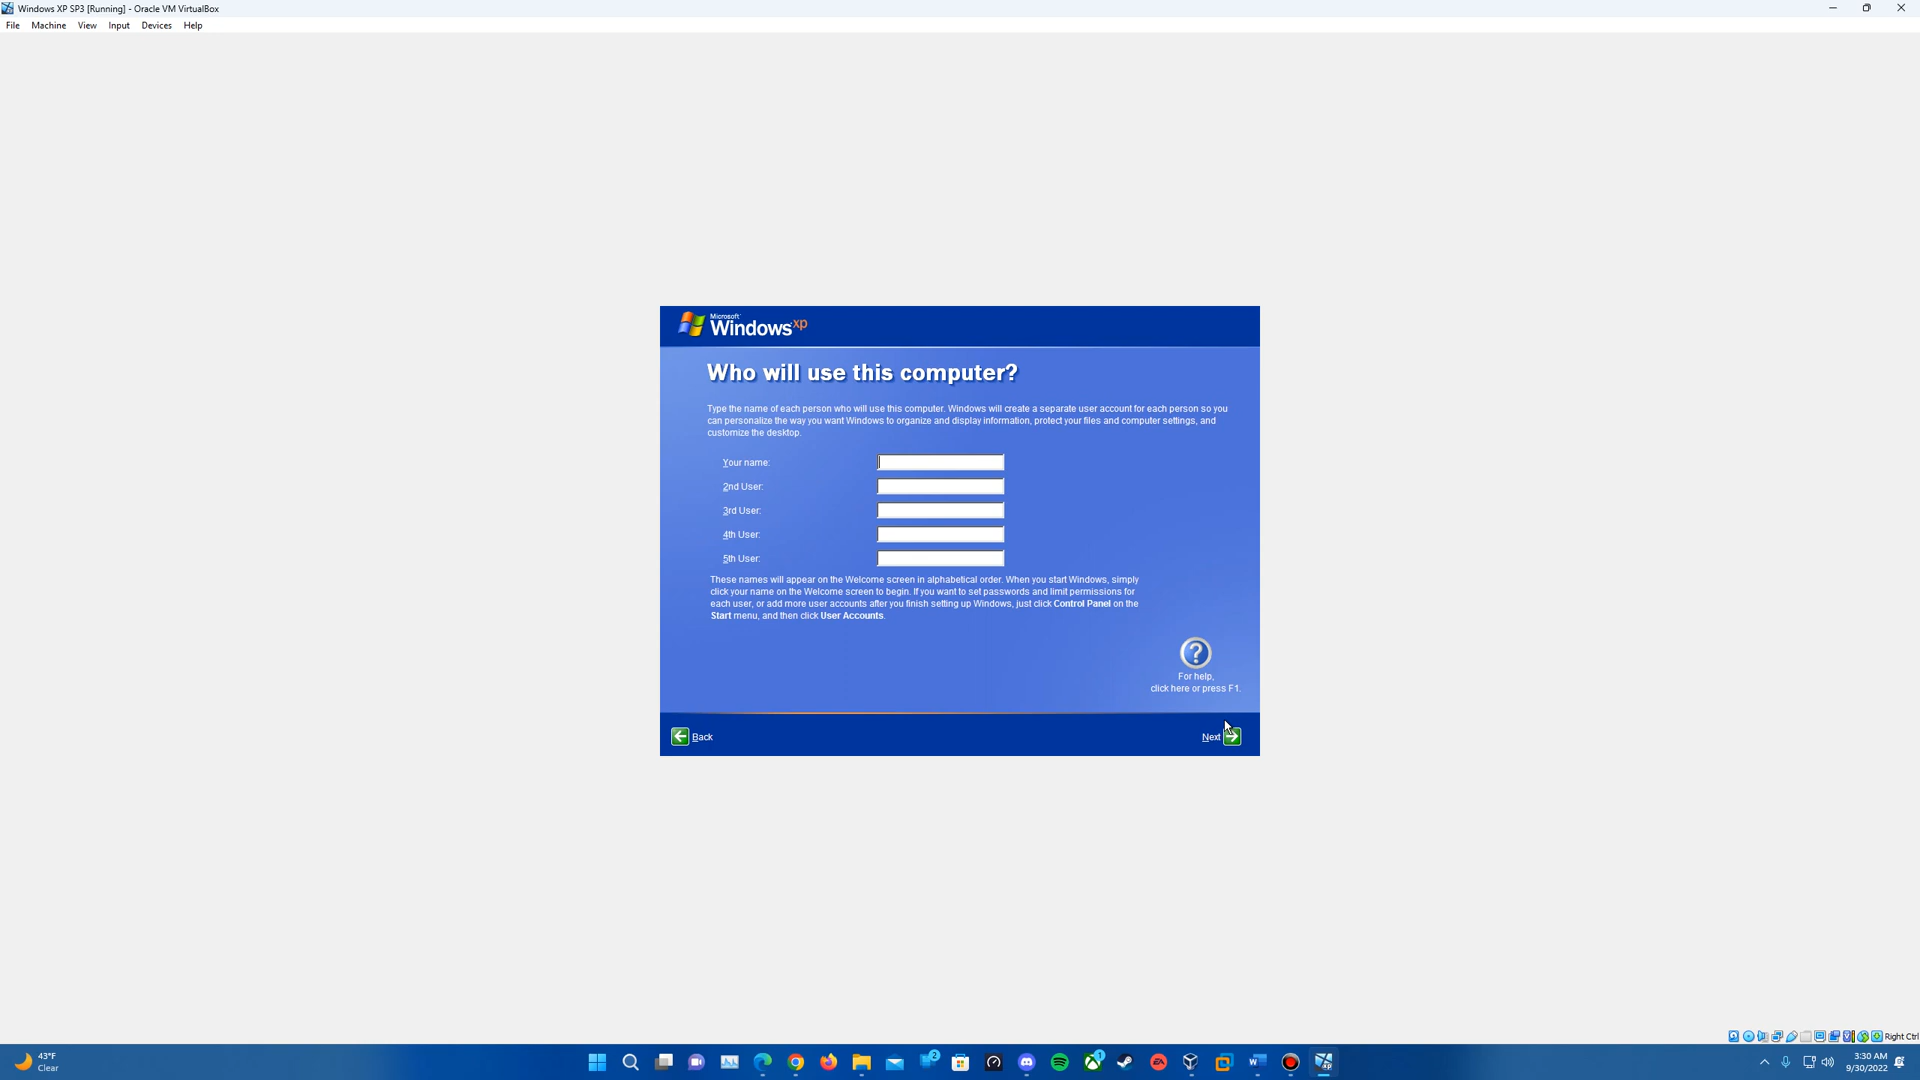 Windows XP SP3 [Running] - Oracle VM VirtualBox
File Machine View Input Devices Help
Microsoft
Windows xp
Who will use this computer?
Type the name of each person who will use this computer. Windows will create a separate user account for each person so you
can personalize the way you want Windows to organize and display information, protect your files and computer settings, and
customize the desktop.
Your name:
2nd User:
3rd User:
4th User:
5th User:
These names will appear on the Welcome screen in alphabetical order. When you start Windows, simply
click your name on the Welcome screen to begin. If you want to set passwords and limit permissions for
each user, or add more user accounts after you finish setting up Windows, just click Control Panel on the
Start menu, and then click User Accounts.
For help,
click here or press F1.
Back
Next
Right Ctrl
43°F
Clear
2
1
3:30 AM
9/30/2022